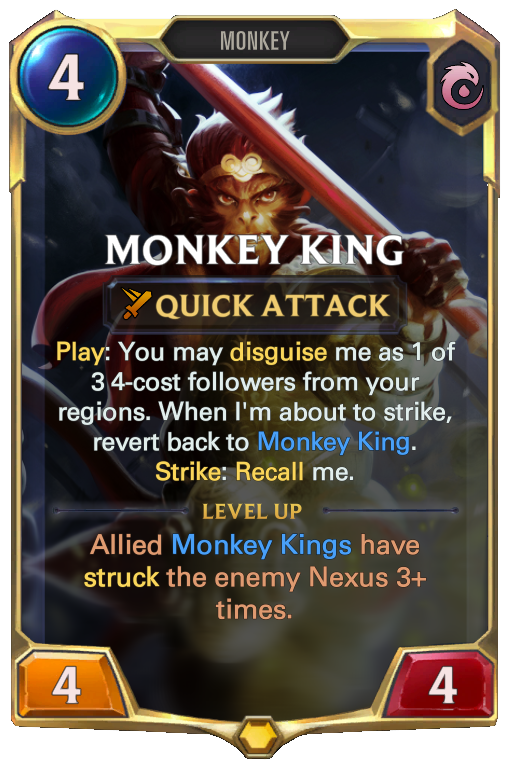 MONKEY
4
MONKEY KING
QUICK ATTACK
Play: You may disguise me as 1 of
3 4-cost followers from your
regions. When I'm about to strike,
revert back to Monkey King.
Strike: Recall me.
LEVEL UP
Allied Monkey Kings have
struck the enemy Nexus 3+
times.
4
4